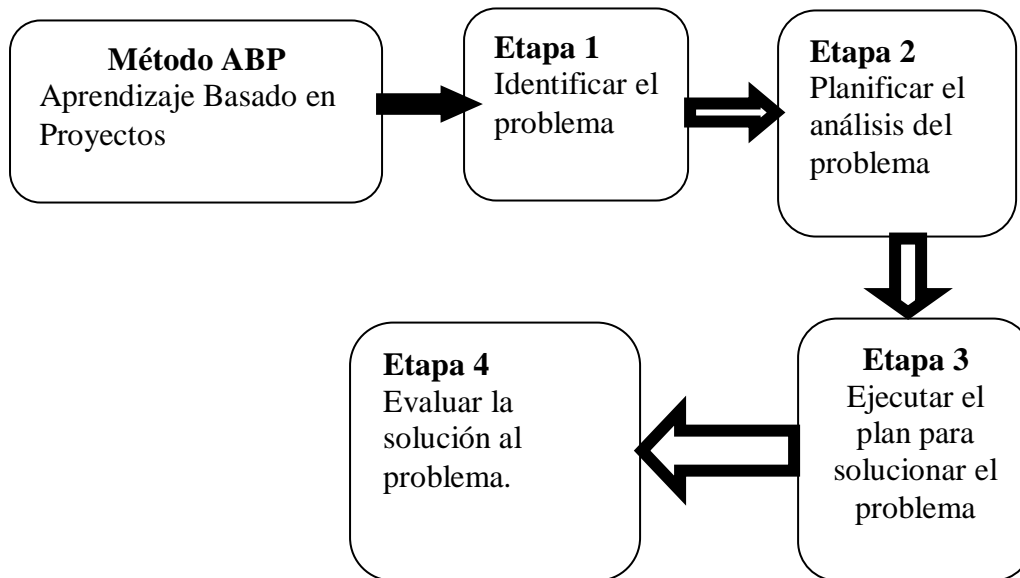 Método ABP
Aprendizaje Basado en
Proyectos
Etapa 1
Identificar el
problema
Etapa 2
Planificar el
análisis del
problema
Etapa 3
Ejecutar el
plan para
solucionar el
problema
Etapa 4
Evaluar la
solución al
problema.